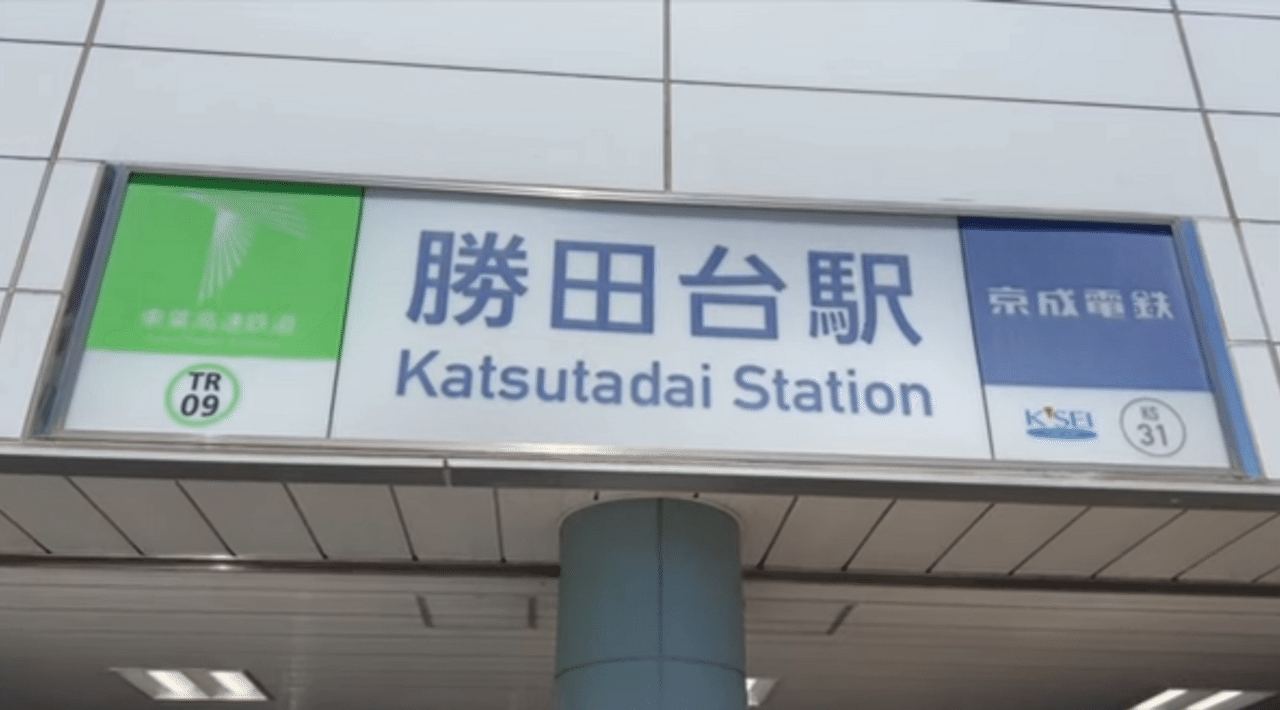 東葉高速鉄道
TR
09
勝田台駅
Katsutadai Station
京成電鉄
KEISEI
KS
31